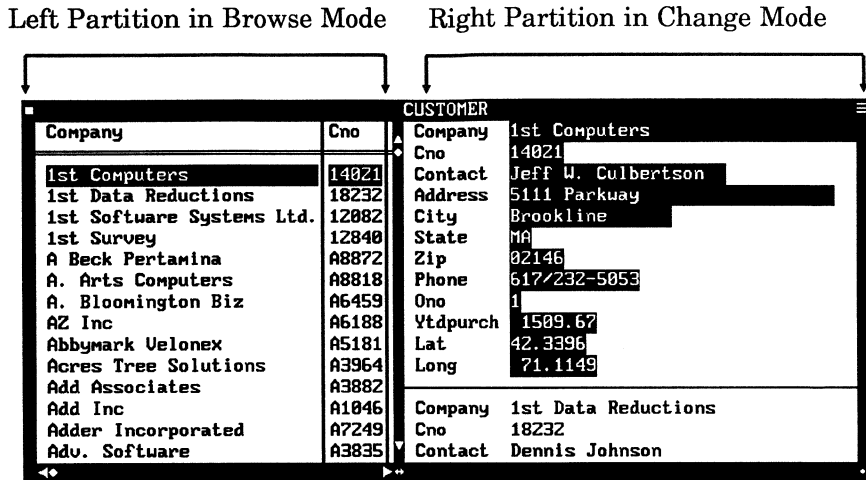 Left Partition in Browse Mode Right Partition in Change Mode
CUSTOMER
Company Cno
1st Computers 14021
1st Data Reductions 18232
1st Software Systems Ltd. 12082
1st Survey 12840
A Beck Pertamina A8872
A. Arts Computers A8818
A. Bloomington Biz A6459
AZ Inc A6188
Abbymark Velonex A5181
Acres Tree Solutions A3964
Add Associates A3882
Add Inc A1046
Adder Incorporated A7249
Adv. Software A3835
Company 1st Computers
Cno 14021
Contact Jeff W. Culbertson
Address 5111 Parkway
City Brookline
State MA
Zip 02146
Phone 617/232-5053
Ono 1
Ytdpurch 1509.67
Lat 42.3396
Long 71.1149
Company 1st Data Reductions
Cno 18232
Contact Dennis Johnson